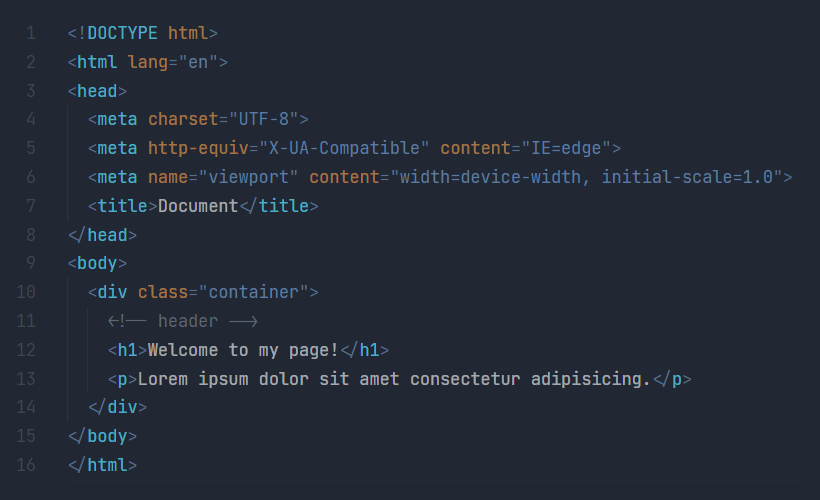 1 <!DOCTYPE html>
2 <html lang="en">
3 <head>
4   <meta charset="UTF-8">
5   <meta http-equiv="X-UA-Compatible" content="IE=edge">
6   <meta name="viewport" content="width=device-width, initial-scale=1.0">
7   <title>Document</title>
8 </head>
9 <body>
10   <div class="container">
11     <!-- header -->
12     <h1>Welcome to my page!</h1>
13     <p>Lorem ipsum dolor sit amet consectetur adipisicing.</p>
14   </div>
15 </body>
16 </html>